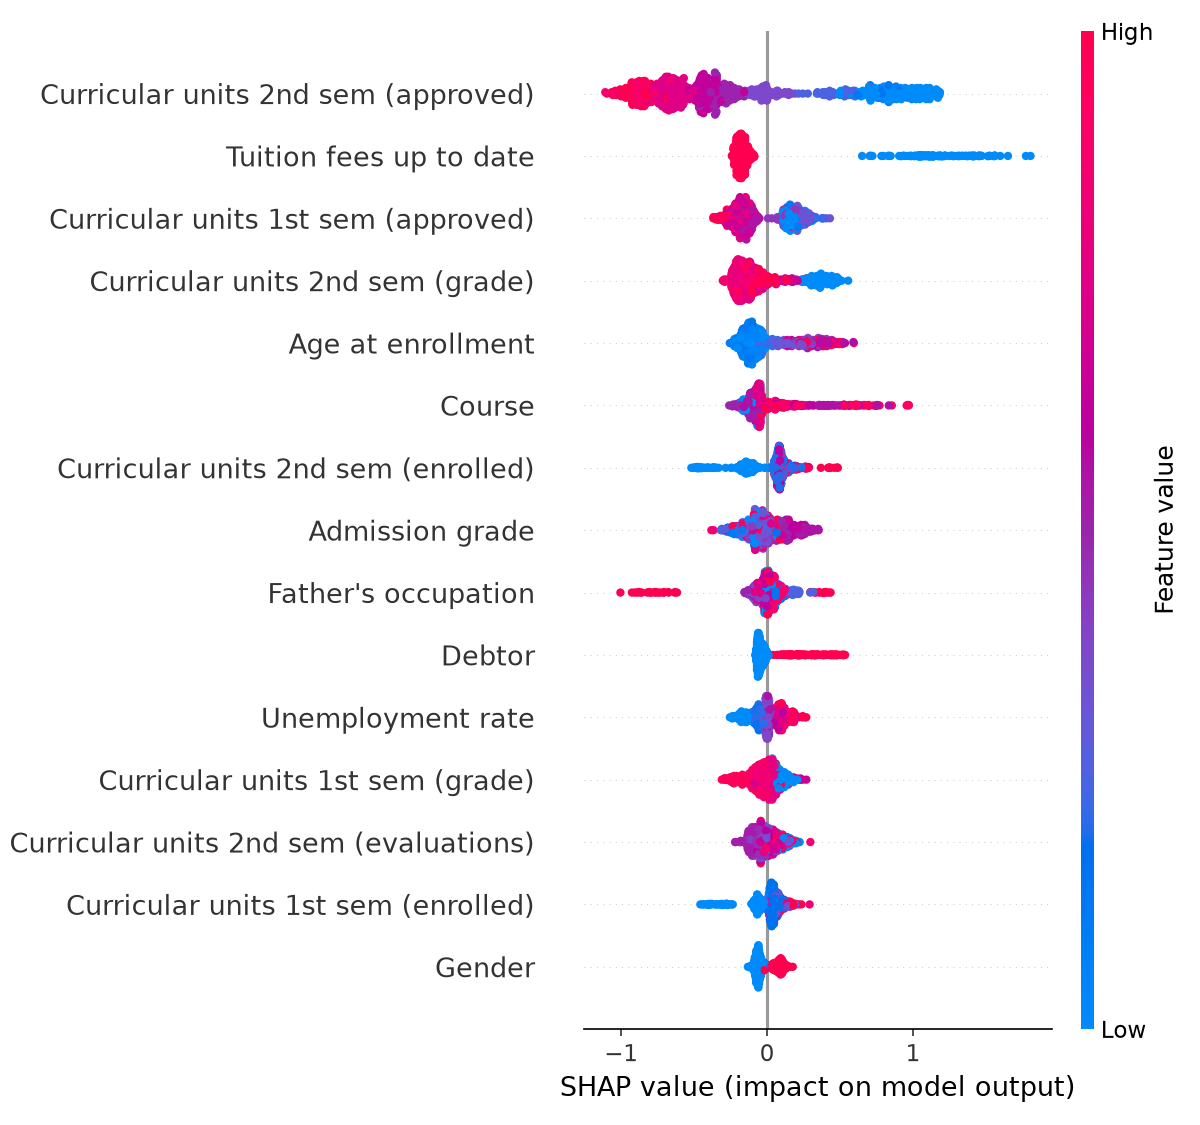 High
Curricular units 2nd sem (approved)
Tuition fees up to date
Curricular units 1st sem (approved)
Curricular units 2nd sem (grade)
Age at enrollment
Course
Curricular units 2nd sem (enrolled)
Admission grade
Father's occupation
Debtor
Unemployment rate
Curricular units 1st sem (grade)
Curricular units 2nd sem (evaluations)
Curricular units 1st sem (enrolled)
Gender
Feature value
Low
−1 0 1
SHAP value (impact on model output)